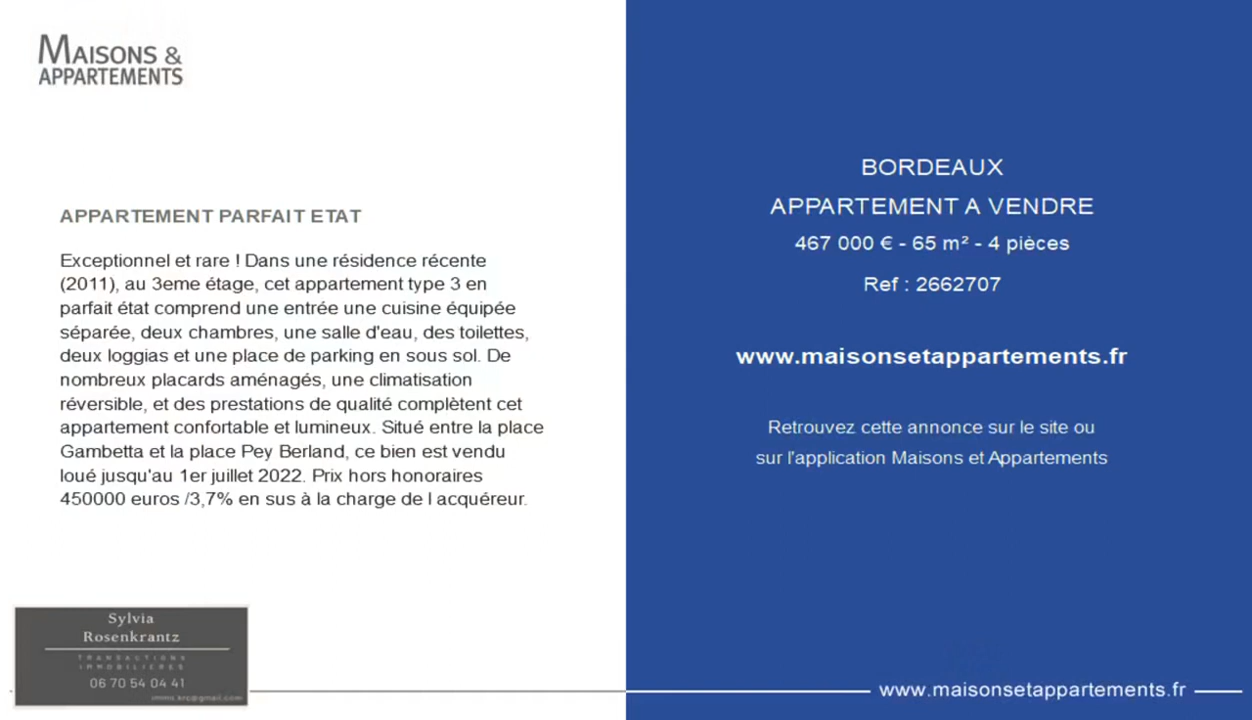 MAISONS &
APPARTEMENTS
APPARTEMENT PARFAIT ETAT
Exceptionnel et rare ! Dans une résidence récente
(2011), au 3eme étage, cet appartement type 3 en
parfait état comprend une entrée une cuisine équipée
séparée, deux chambres, une salle d'eau, des toilettes,
deux loggias et une place de parking en sous sol. De
nombreux placards aménagés, une climatisation
réversible, et des prestations de qualité complètent cet
appartement confortable et lumineux. Situé entre la place
Gambetta et la place Pey Berland, ce bien est vendu
loué jusqu'au 1er juillet 2022. Prix hors honoraires
450000 euros /3,7% en sus à la charge de l acquéreur.
Sylvia
Rosenkrantz
TRANSACTIONS
IMMOBILIERES
06 70 54 04 41
immo.krc@gmail.com
BORDEAUX
APPARTEMENT A VENDRE
467 000 € - 65 m² - 4 pièces
Ref : 2662707
www.maisonsetappartements.fr
Retrouvez cette annonce sur le site ou
sur l'application Maisons et Appartements
www.maisonsetappartements.fr